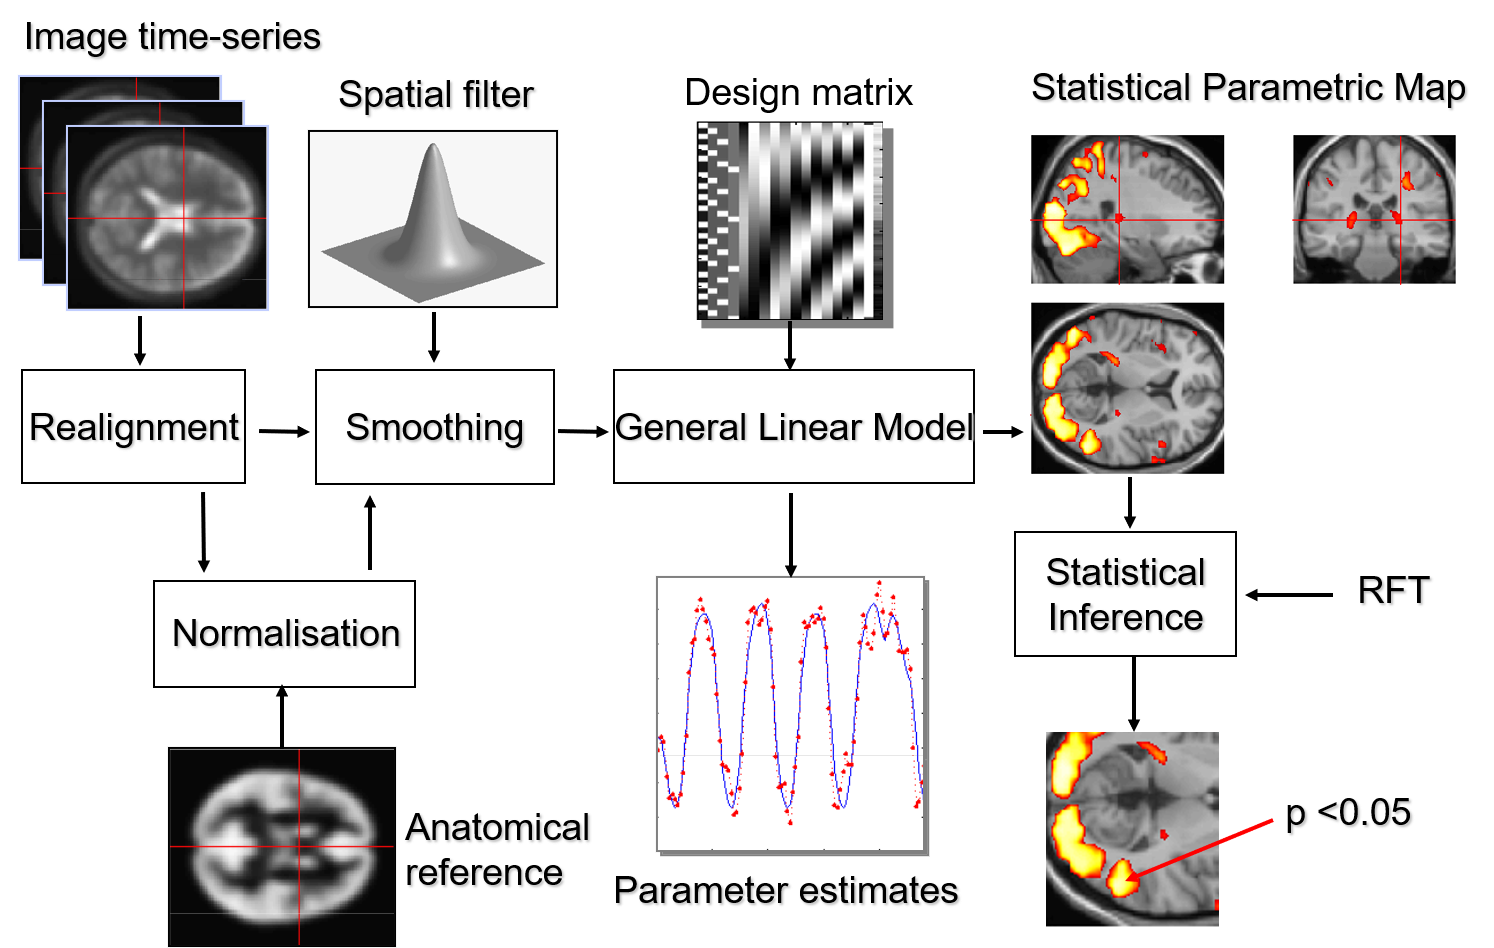 Image time-series
Spatial filter
Design matrix
Statistical Parametric Map
Realignment
Smoothing
General Linear Model
Statistical
Inference
RFT
Normalisation
Anatomical
reference
Parameter estimates
p <0.05